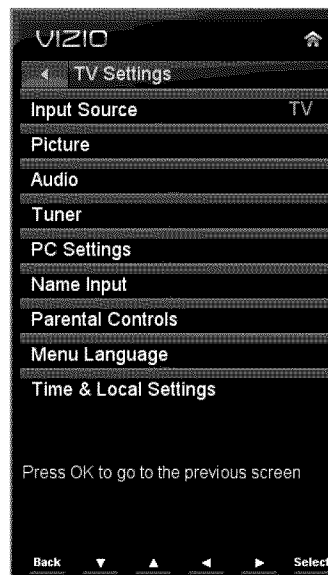 VIZIO
TV Settings
Input Source TV
Picture
Audio
Tuner
PC Settings
Name Input
Parental Controls
Menu Language
Time & Local Settings
Press OK to go to the previous screen
Back ▼ ▲ ◀ ▶ Select